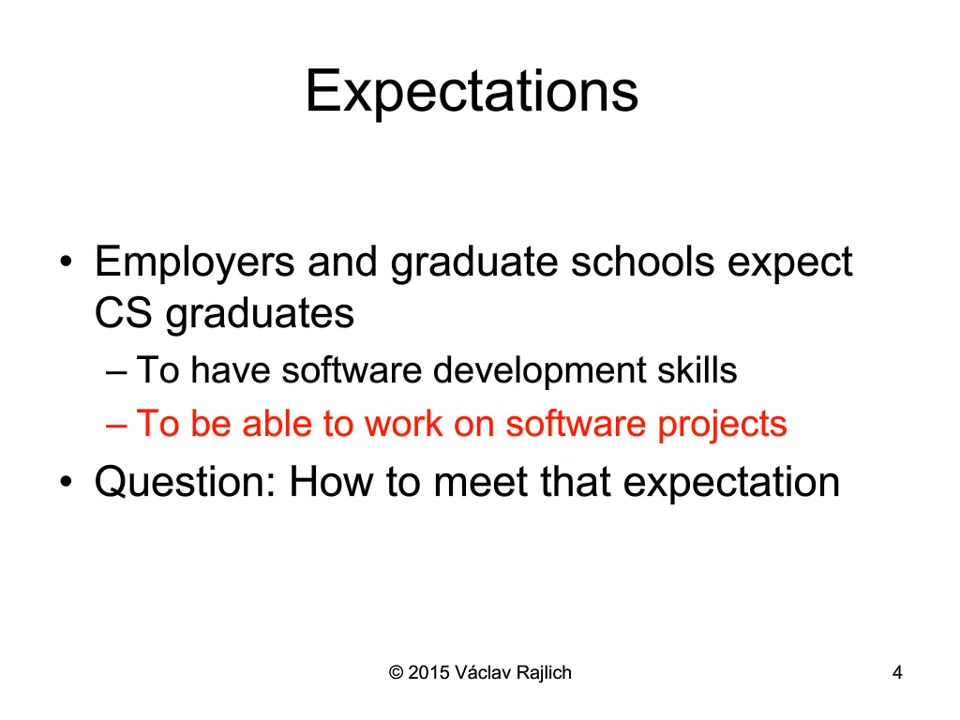 Expectations
• Employers and graduate schools expect
CS graduates
– To have software development skills
– To be able to work on software projects
• Question: How to meet that expectation
© 2015 Václav Rajlich
4